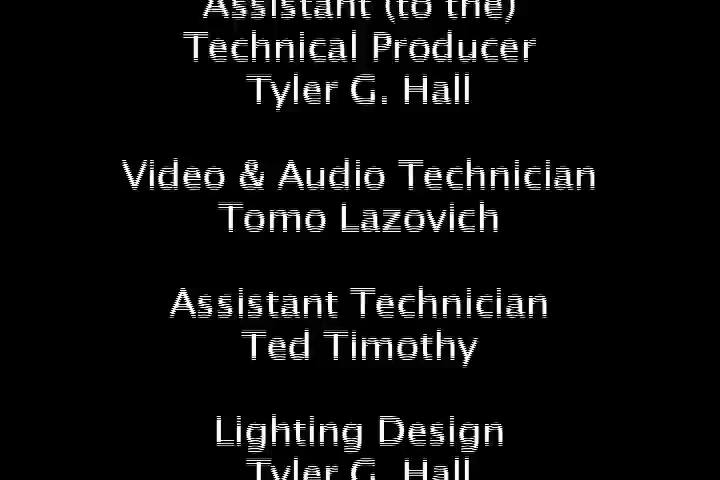 Assistant (to the)
Technical Producer
Tyler G. Hall
Video & Audio Technician
Tomo Lazovich
Assistant Technician
Ted Timothy
Lighting Design
Tyler G. Hall